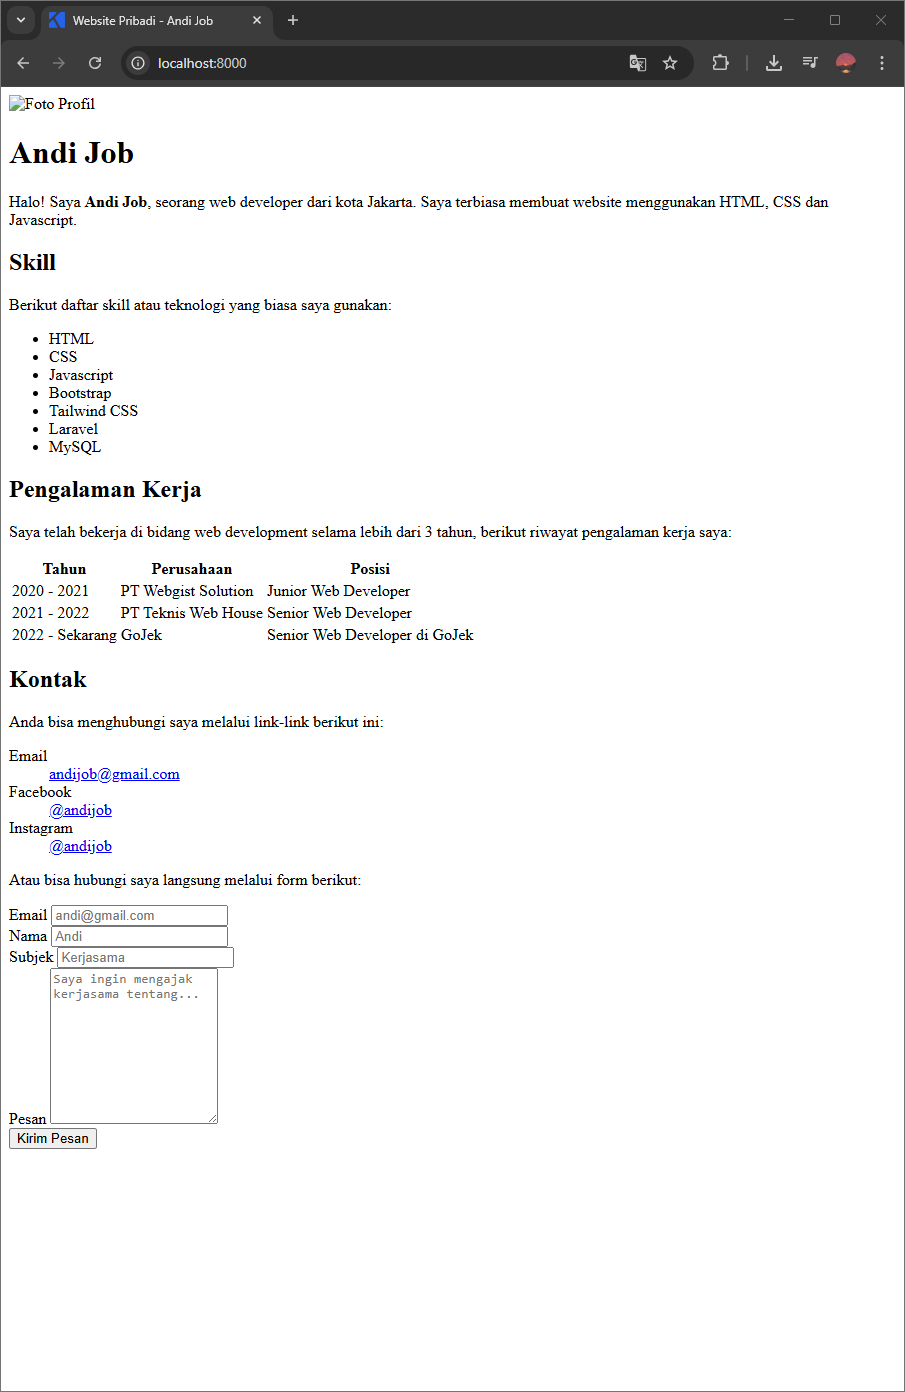 Website Pribadi - Andi Job
localhost:8000
Foto Profil
Andi Job
Halo! Saya Andi Job, seorang web developer dari kota Jakarta. Saya terbiasa membuat website menggunakan HTML, CSS dan
Javascript.
Skill
Berikut daftar skill atau teknologi yang biasa saya gunakan:
HTML
CSS
Javascript
Bootstrap
Tailwind CSS
Laravel
MySQL
Pengalaman Kerja
Saya telah bekerja di bidang web development selama lebih dari 3 tahun, berikut riwayat pengalaman kerja saya:
Tahun Perusahaan Posisi
2020 - 2021 PT Webgist Solution Junior Web Developer
2021 - 2022 PT Teknis Web House Senior Web Developer
2022 - Sekarang GoJek Senior Web Developer di GoJek
Kontak
Anda bisa menghubungi saya melalui link-link berikut ini:
Email
andijob@gmail.com
Facebook
@andijob
Instagram
@andijob
Atau bisa hubungi saya langsung melalui form berikut:
Email andi@gmail.com
Nama Andi
Subjek Kerjasama
Saya ingin mengajak
kerjasama tentang...
Pesan
Kirim Pesan